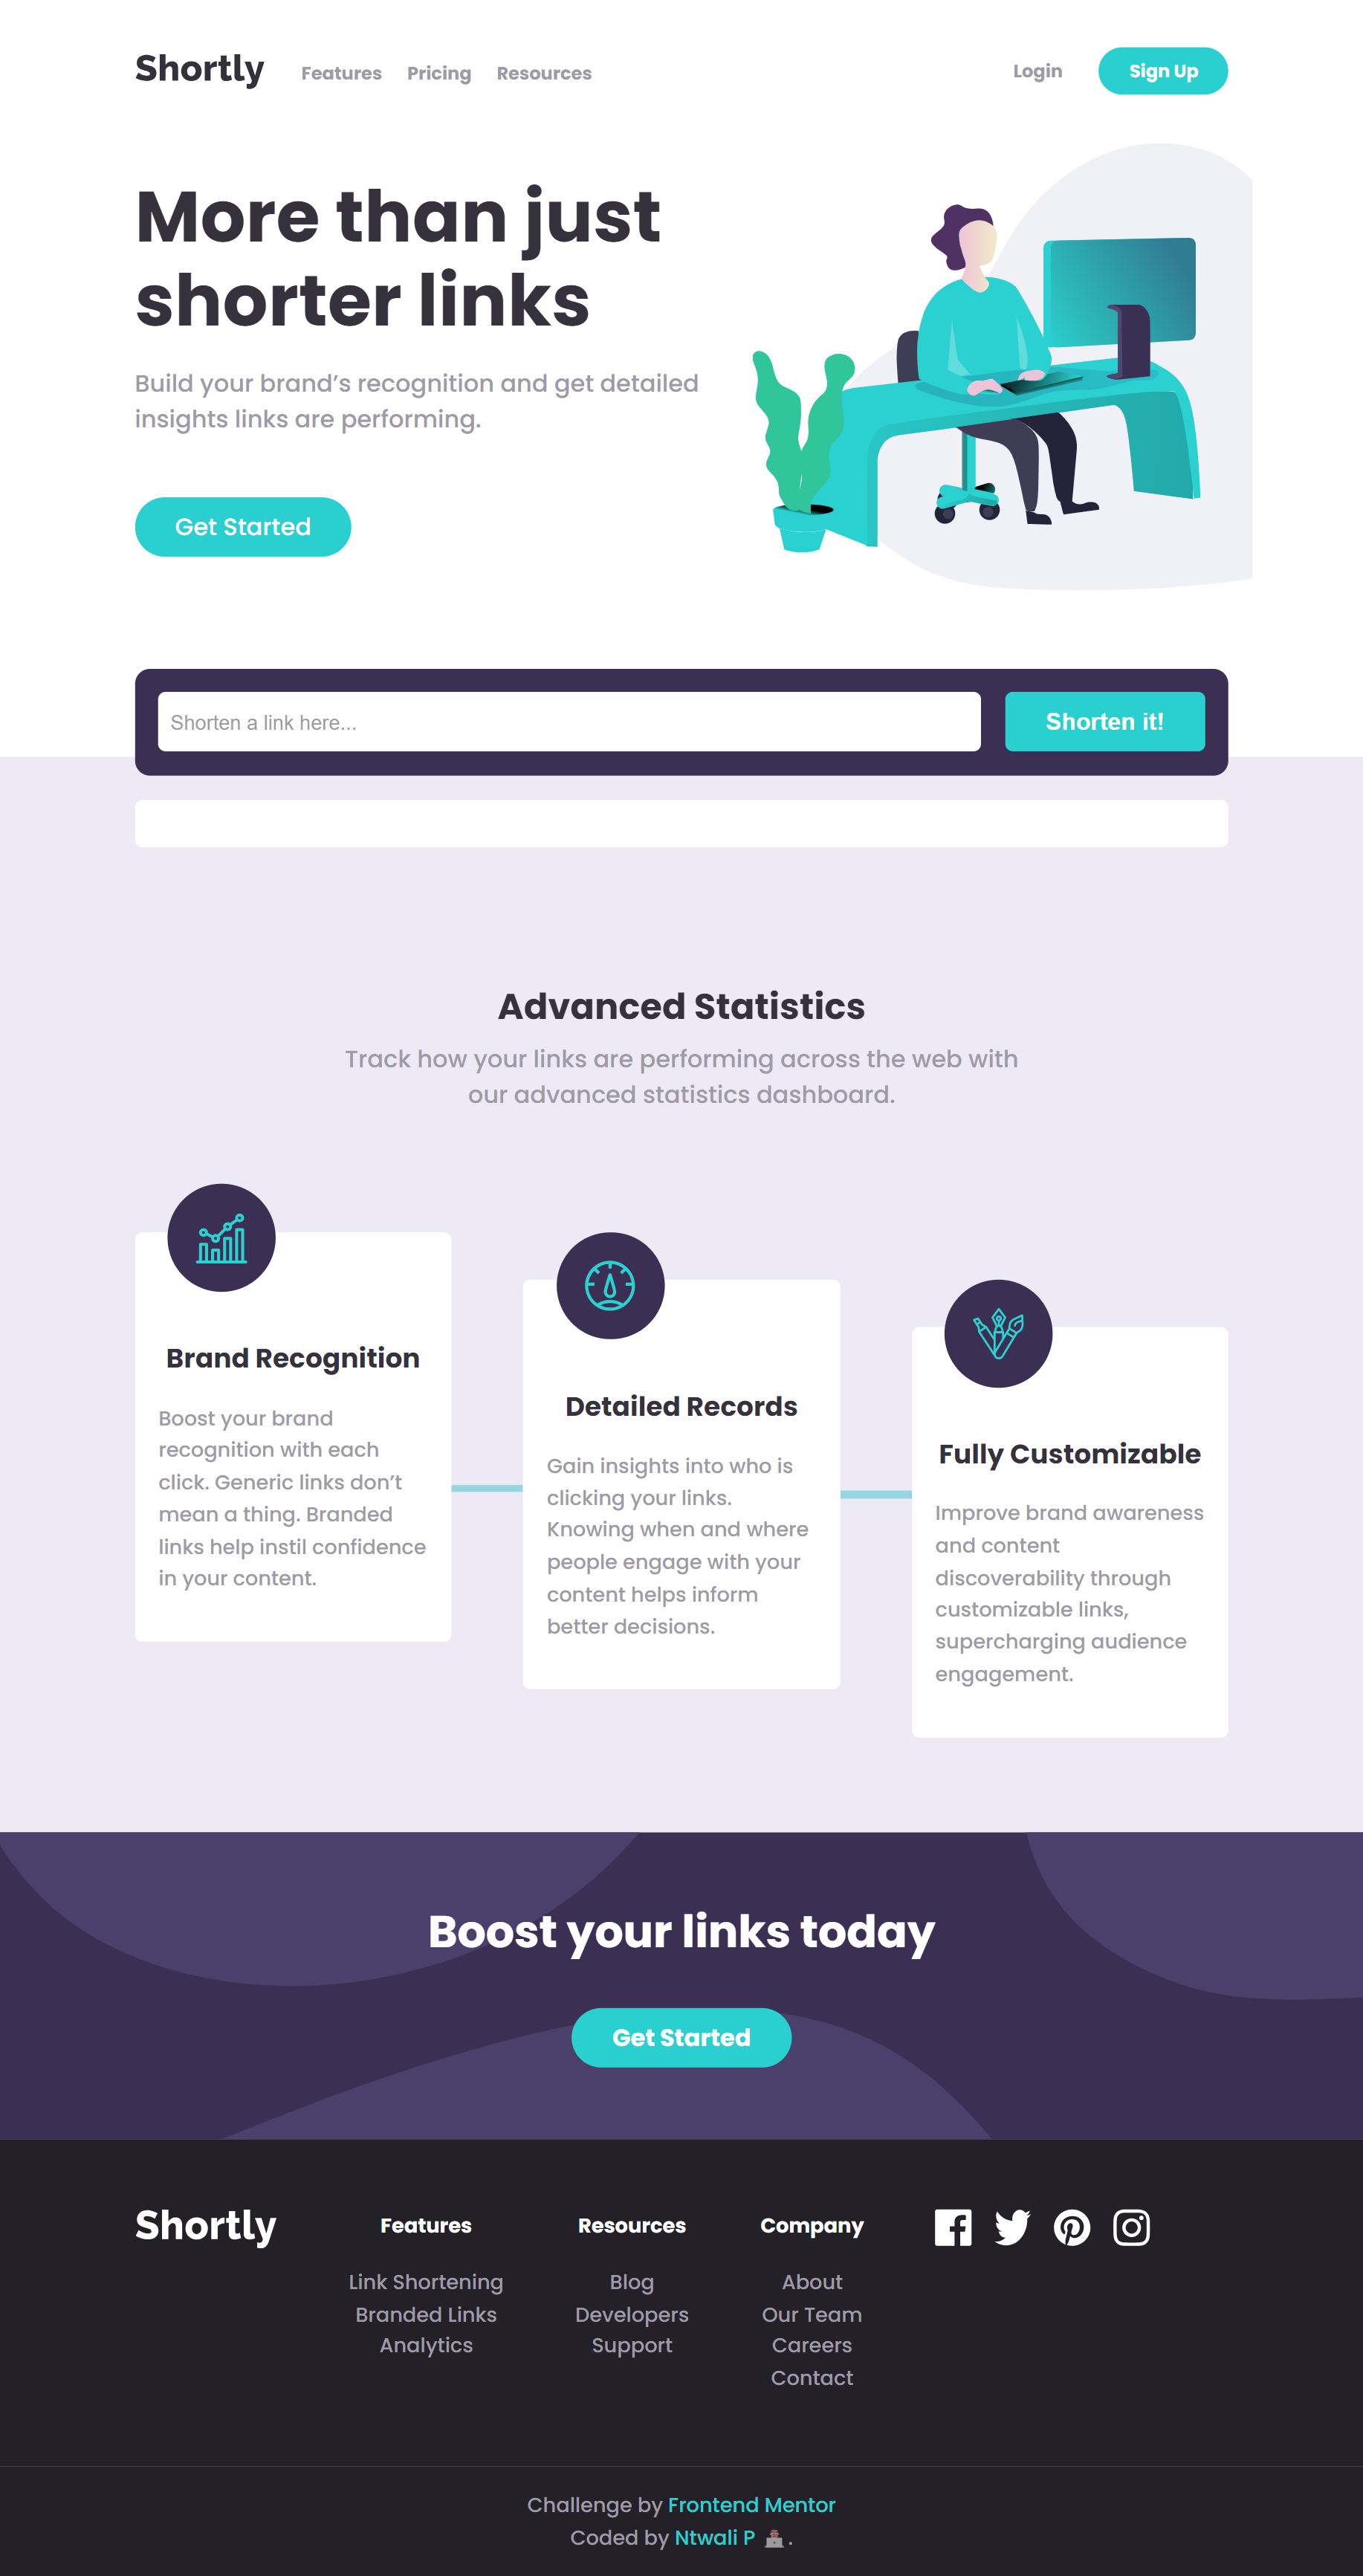 Shortly Features Pricing Resources Login Sign Up
More than just
shorter links
Build your brand’s recognition and get detailed
insights links are performing.
Get Started
Shorten a link here... Shorten it!
Advanced Statistics
Track how your links are performing across the web with
our advanced statistics dashboard.
Brand Recognition
Boost your brand
recognition with each
click. Generic links don’t
mean a thing. Branded
links help instil confidence
in your content.
Detailed Records
Gain insights into who is
clicking your links.
Knowing when and where
people engage with your
content helps inform
better decisions.
Fully Customizable
Improve brand awareness
and content
discoverability through
customizable links,
supercharging audience
engagement.
Boost your links today
Get Started
Shortly
Features
Link Shortening
Branded Links
Analytics
Resources
Blog
Developers
Support
Company
About
Our Team
Careers
Contact
Challenge by Frontend Mentor
Coded by Ntwali P 👨🏾‍💻 .